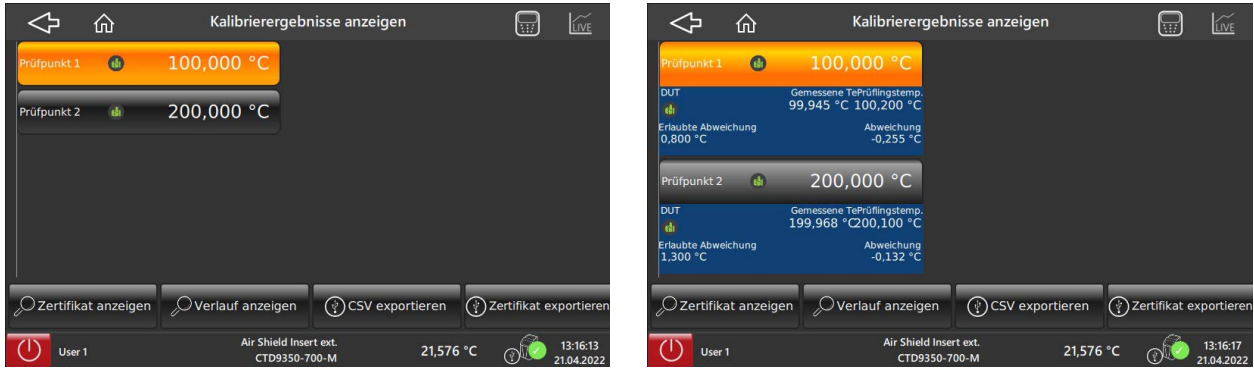 Kalibrierergebnisse anzeigen
LIVE
Prüfpunkt 1 100,000 °C
Prüfpunkt 2 200,000 °C
Zertifikat anzeigen Verlauf anzeigen CSV exportieren Zertifikat exportieren
User 1
Air Shield Insert ext.
CTD9350-700-M
21,576 °C
13:16:13
21.04.2022
Kalibrierergebnisse anzeigen
LIVE
Prüfpunkt 1 100,000 °C
DUT Gemessene TePrüflingstemp.
99,945 °C 100,200 °C
Erlaubte Abweichung Abweichung
0,800 °C -0,255 °C
Prüfpunkt 2 200,000 °C
DUT Gemessene TePrüflingstemp.
199,968 °C200,100 °C
Erlaubte Abweichung Abweichung
1,300 °C -0,132 °C
Zertifikat anzeigen Verlauf anzeigen CSV exportieren Zertifikat exportieren
User 1
Air Shield Insert ext.
CTD9350-700-M
21,576 °C
13:16:17
21.04.2022